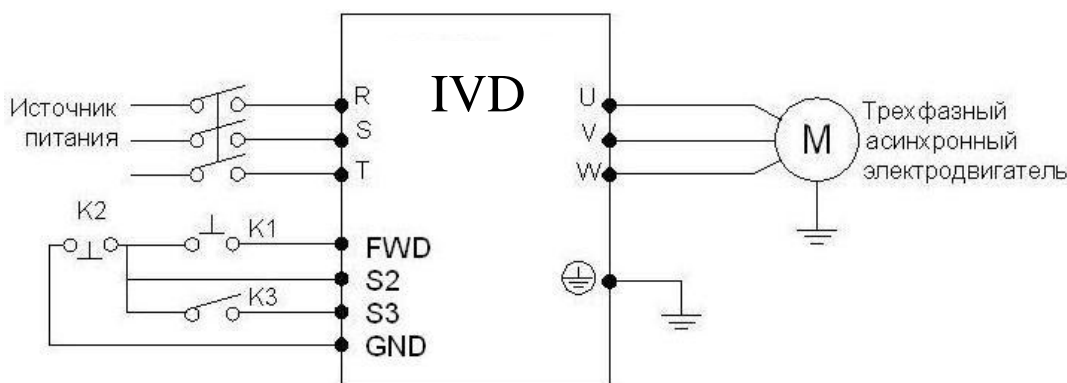 IVD
Источник
питания
R
S
T
U
V
W
M
Трехфазный
асинхронный
электродвигатель
K2
K1
FWD
S2
K3
S3
GND